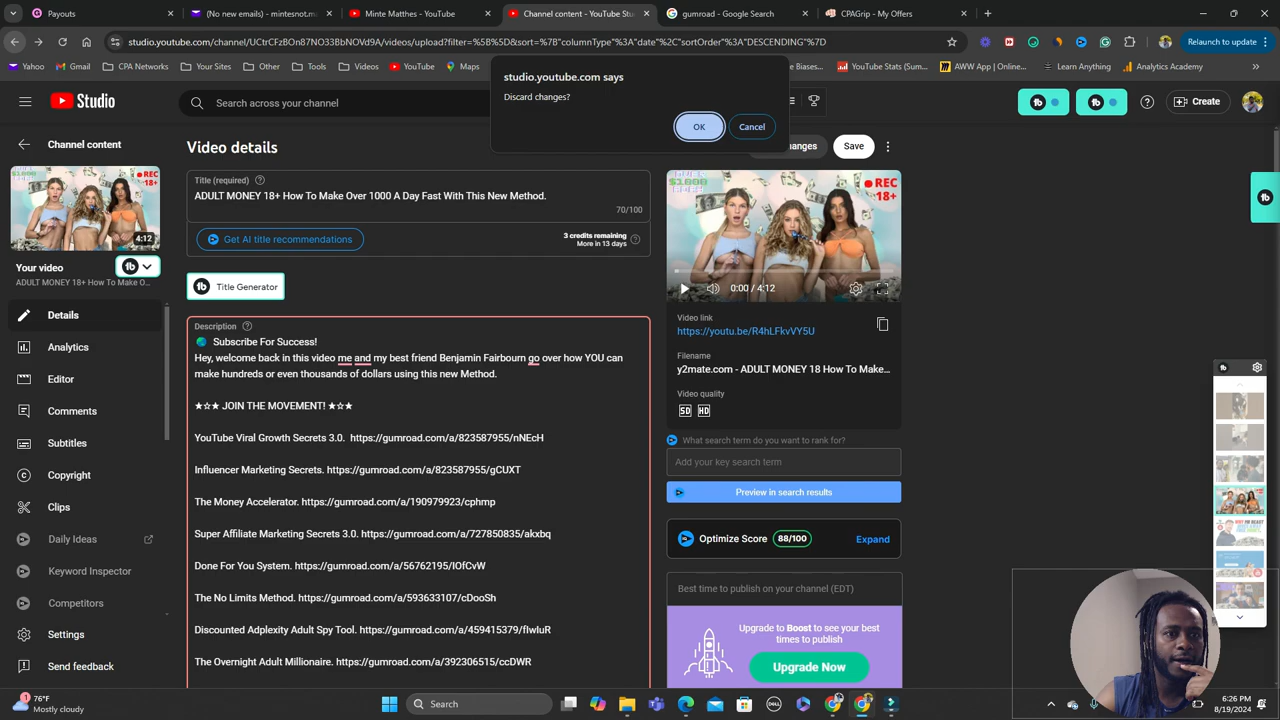 Payouts
(No new emails) - mintesnot.m
Minte Matthes - YouTube
Channel content - YouTube Stu
gumroad - Google Search
CPAGrip - My Offers
studio.youtube.com/channel/UCtrCFzBOn87NO33BbNOVd9A/videos/upload?filter=%5B%5D&sort=%7B"columnType"%3A"date"%2C"sortOrder"%3A"DESCENDING"%7D
Relaunch to update
Yahoo
CPA Networks
Your Sites
Other
Tools
Videos
YouTube
Maps
Biases...
YouTube Stats (Sum...
AWW App - Online...
Learn Anything
Analytics Academy
studio.youtube.com says
Discard changes?
OK
Cancel
Studio
Search across your channel
Create
Channel content
Video details
hanges
Save
Title (required)
ADULT MONEY 18+ How To Make Over 1000 A Day Fast With This New Method.
70/100
Get AI title recommendations
3 credits remaining
More in 13 days
Title Generator
4:12
Your video
ADULT MONEY 18+ How To Make O...
Details
Analytics
Editor
Comments
Subtitles
Copyright
Clips
Daily Ideas
Keyword Inspector
Competitors
Settings
Send feedback
Description
Subscribe For Success!
Hey, welcome back in this video me and my best friend Benjamin Fairbourn go over how YOU can
make hundreds or even thousands of dollars using this new Method.
★☆★ JOIN THE MOVEMENT! ★☆★
YouTube Viral Growth Secrets 3.0. https://gumroad.com/a/823587955/nNEcH
Influencer Marketing Secrets. https://gumroad.com/a/823587955/gCUXT
The Money Accelerator. https://gumroad.com/a/190979923/cphmp
Super Affiliate Marketing Secrets 3.0. https://gumroad.com/a/727850835/akxbq
Done For You System. https://gumroad.com/a/56762195/IOfCvW
The No Limits Method. https://gumroad.com/a/593633107/cDooSh
Discounted Adplexity Adult Spy Tool. https://gumroad.com/a/459415379/fIwluR
The Overnight Adult Millionaire. https://gumroad.com/a/392306515/ccDWR
REC
18+
0:00 / 4:12
Video link
https://youtu.be/R4hLFkvVY5U
Filename
y2mate.com - ADULT MONEY 18 How To Make...
Video quality
SD HD
What search term do you want to rank for?
Add your key search term
Preview in search results
Optimize Score
88/100
Expand
Best time to publish on your channel (EDT)
Upgrade to Boost to see your best
times to publish
Upgrade Now
76°F
Mostly cloudy
Search
6:26 PM
8/19/2024